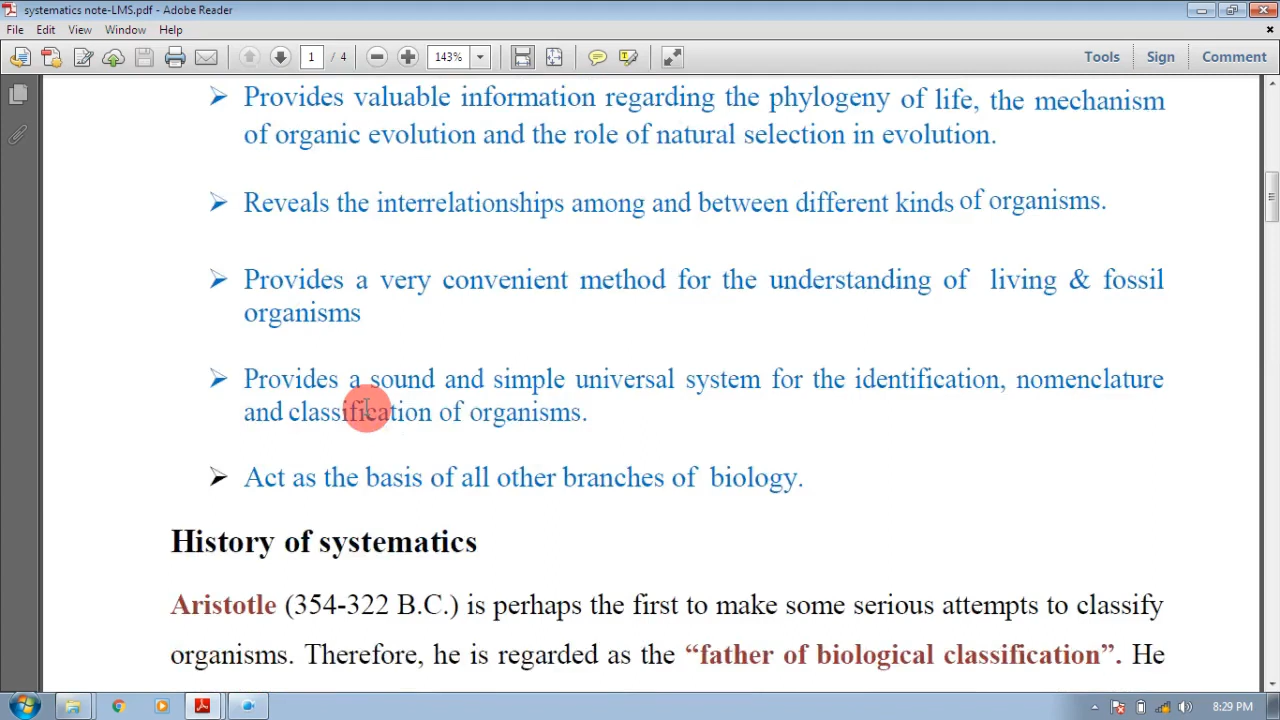 systematics note-LMS.pdf - Adobe Reader
File Edit View Window Help
1 / 4 143% Tools Sign Comment
Provides valuable information regarding the phylogeny of life, the mechanism
of organic evolution and the role of natural selection in evolution.
Reveals the interrelationships among and between different kinds of organisms.
Provides a very convenient method for the understanding of living & fossil
organisms
Provides a sound and simple universal system for the identification, nomenclature
and classification of organisms.
Act as the basis of all other branches of biology.
History of systematics
Aristotle (354-322 B.C.) is perhaps the first to make some serious attempts to classify
organisms. Therefore, he is regarded as the “father of biological classification”. He
8:29 PM